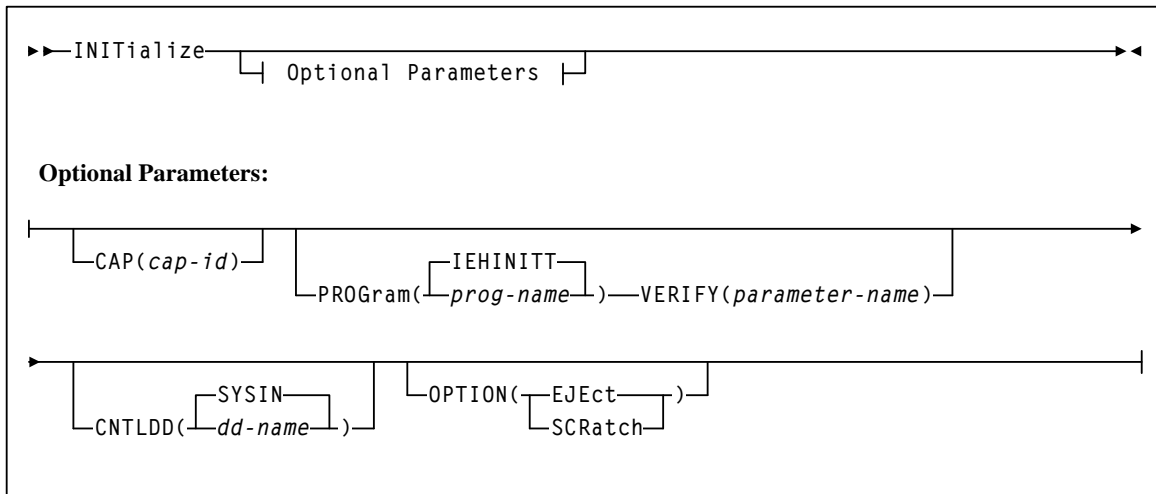 INITialize
Optional Parameters
Optional Parameters:
CAP(cap-id)
IEHINITT
PROGram( prog-name ) VERIFY(parameter-name)
SYSIN
CNTLDD( dd-name )
OPTION( EJEct )
SCRatch